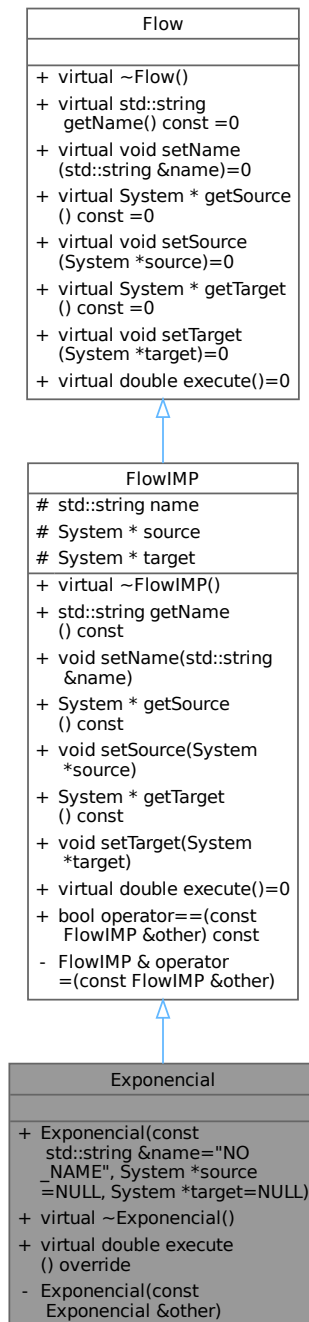 Flow
+ virtual ~Flow()
+ virtual std::string
getName() const =0
+ virtual void setName
(std::string &name)=0
+ virtual System * getSource
() const =0
+ virtual void setSource
(System *source)=0
+ virtual System * getTarget
() const =0
+ virtual void setTarget
(System *target)=0
+ virtual double execute()=0
FlowIMP
# std::string name
# System * source
# System * target
+ virtual ~FlowIMP()
+ std::string getName
() const
+ void setName(std::string
&name)
+ System * getSource
() const
+ void setSource(System
*source)
+ System * getTarget
() const
+ void setTarget(System
*target)
+ virtual double execute()=0
+ bool operator==(const
FlowIMP &other) const
- FlowIMP & operator
=(const FlowIMP &other)
Exponencial
+ Exponencial(const
std::string &name="NO
_NAME", System *source
=NULL, System *target=NULL)
+ virtual ~Exponencial()
+ virtual double execute
() override
- Exponencial(const
Exponencial &other)